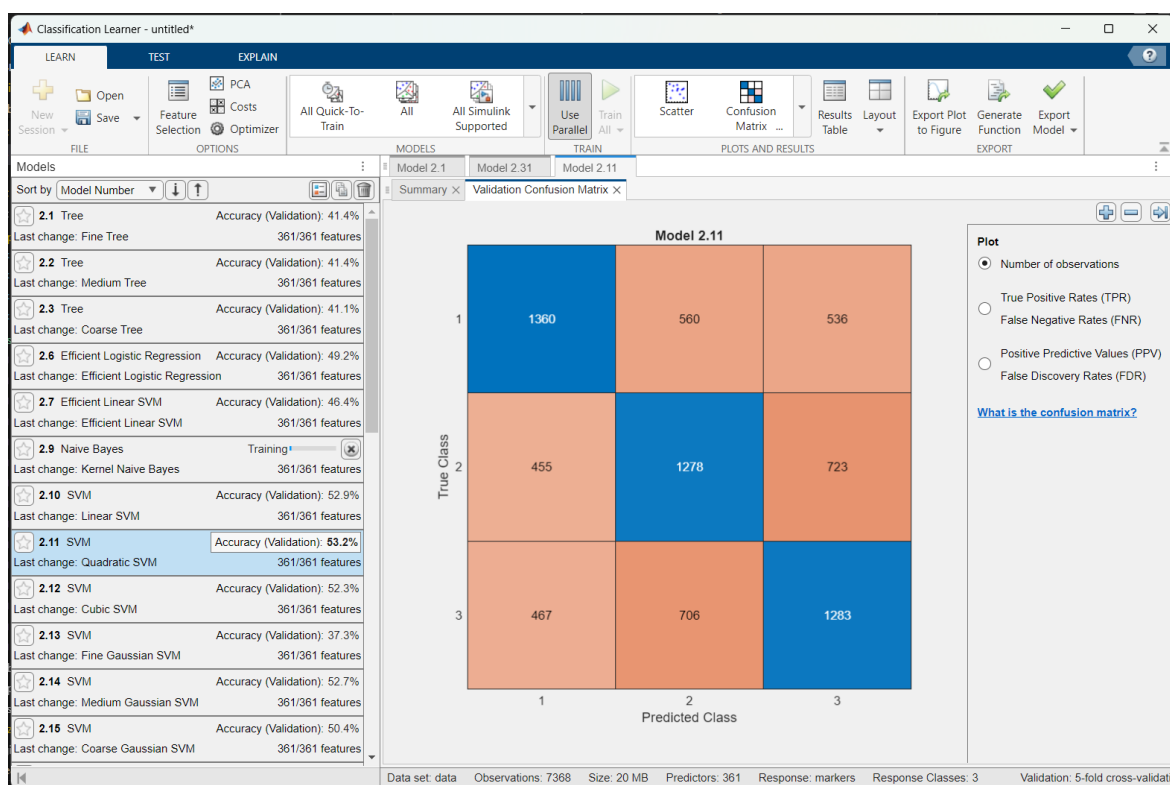 Classification Learner - untitled*
LEARN TEST EXPLAIN
?
New Session
Open
Save
FILE
Feature Selection
PCA
Costs
Optimizer
OPTIONS
All Quick-To-Train
All
All Simulink Supported
MODELS
Use Parallel
Train All
TRAIN
Scatter
Confusion Matrix ...
Results Table
Layout
PLOTS AND RESULTS
Export Plot to Figure
Generate Function
Export Model
EXPORT
Models
Sort by Model Number
2.1 Tree Accuracy (Validation): 41.4%
Last change: Fine Tree 361/361 features
2.2 Tree Accuracy (Validation): 41.4%
Last change: Medium Tree 361/361 features
2.3 Tree Accuracy (Validation): 41.1%
Last change: Coarse Tree 361/361 features
2.6 Efficient Logistic Regression Accuracy (Validation): 49.2%
Last change: Efficient Logistic Regression 361/361 features
2.7 Efficient Linear SVM Accuracy (Validation): 46.4%
Last change: Efficient Linear SVM 361/361 features
2.9 Naive Bayes Training
Last change: Kernel Naive Bayes 361/361 features
2.10 SVM Accuracy (Validation): 52.9%
Last change: Linear SVM 361/361 features
2.11 SVM Accuracy (Validation): 53.2%
Last change: Quadratic SVM 361/361 features
2.12 SVM Accuracy (Validation): 52.3%
Last change: Cubic SVM 361/361 features
2.13 SVM Accuracy (Validation): 37.3%
Last change: Fine Gaussian SVM 361/361 features
2.14 SVM Accuracy (Validation): 52.7%
Last change: Medium Gaussian SVM 361/361 features
2.15 SVM Accuracy (Validation): 50.4%
Last change: Coarse Gaussian SVM 361/361 features
Model 2.1 Model 2.31 Model 2.11
Summary Validation Confusion Matrix
Model 2.11
True Class
1 1360 560 536
2 455 1278 723
3 467 706 1283
1 2 3
Predicted Class
Plot
Number of observations
True Positive Rates (TPR)
False Negative Rates (FNR)
Positive Predictive Values (PPV)
False Discovery Rates (FDR)
What is the confusion matrix?
Data set: data Observations: 7368 Size: 20 MB Predictors: 361 Response: markers Response Classes: 3 Validation: 5-fold cross-validati